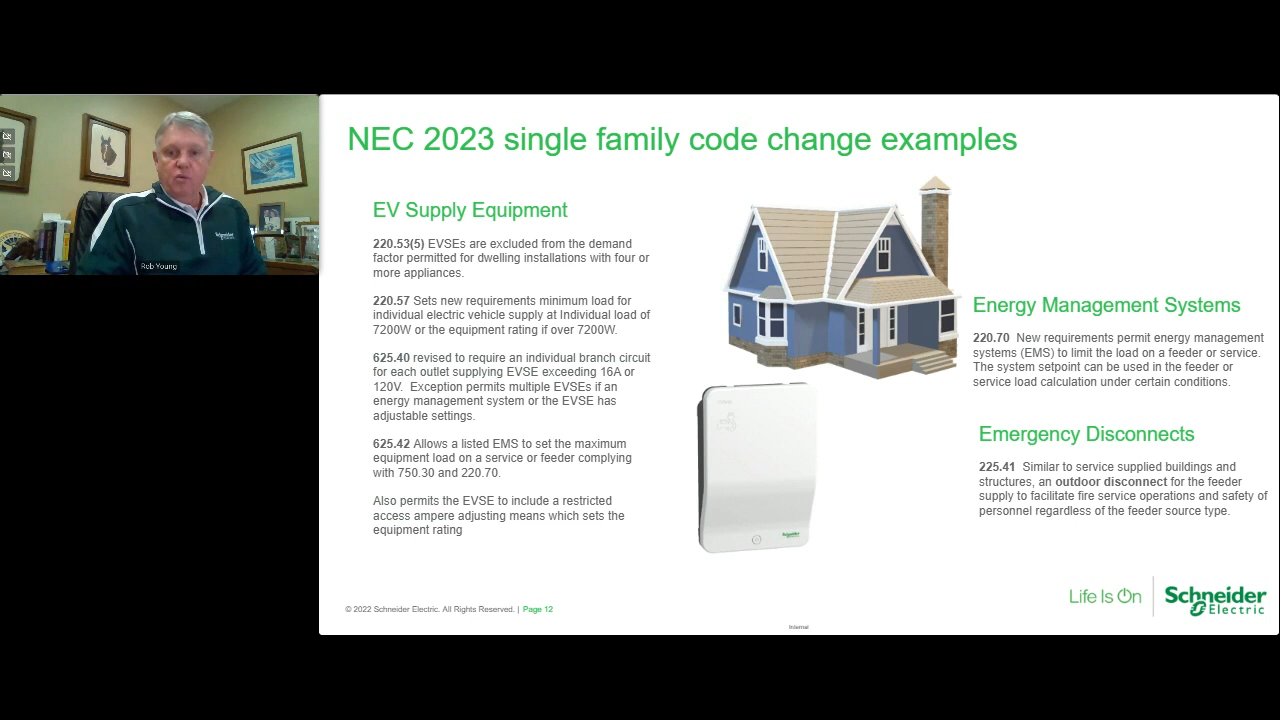 NEC 2023 single family code change examples
EV Supply Equipment
220.53(5) EVSEs are excluded from the demand
factor permitted for dwelling installations with four or
more appliances.
220.57 Sets new requirements minimum load for
individual electric vehicle supply at Individual load of
7200W or the equipment rating if over 7200W.
625.40 revised to require an individual branch circuit
for each outlet supplying EVSE exceeding 16A or
120V. Exception permits multiple EVSEs if an
energy management system or the EVSE has
adjustable settings.
625.42 Allows a listed EMS to set the maximum
equipment load on a service or feeder complying
with 750.30 and 220.70.
Also permits the EVSE to include a restricted
access ampere adjusting means which sets the
equipment rating
Energy Management Systems
220.70 New requirements permit energy management
systems (EMS) to limit the load on a feeder or service.
The system setpoint can be used in the feeder or
service load calculation under certain conditions.
Emergency Disconnects
225.41 Similar to service supplied buildings and
structures, an outdoor disconnect for the feeder
supply to facilitate fire service operations and safety of
personnel regardless of the feeder source type.
Schneider
Rob Young
Schneider
© 2022 Schneider Electric. All Rights Reserved. | Page 12
Internal
Life Is On
Schneider
Electric